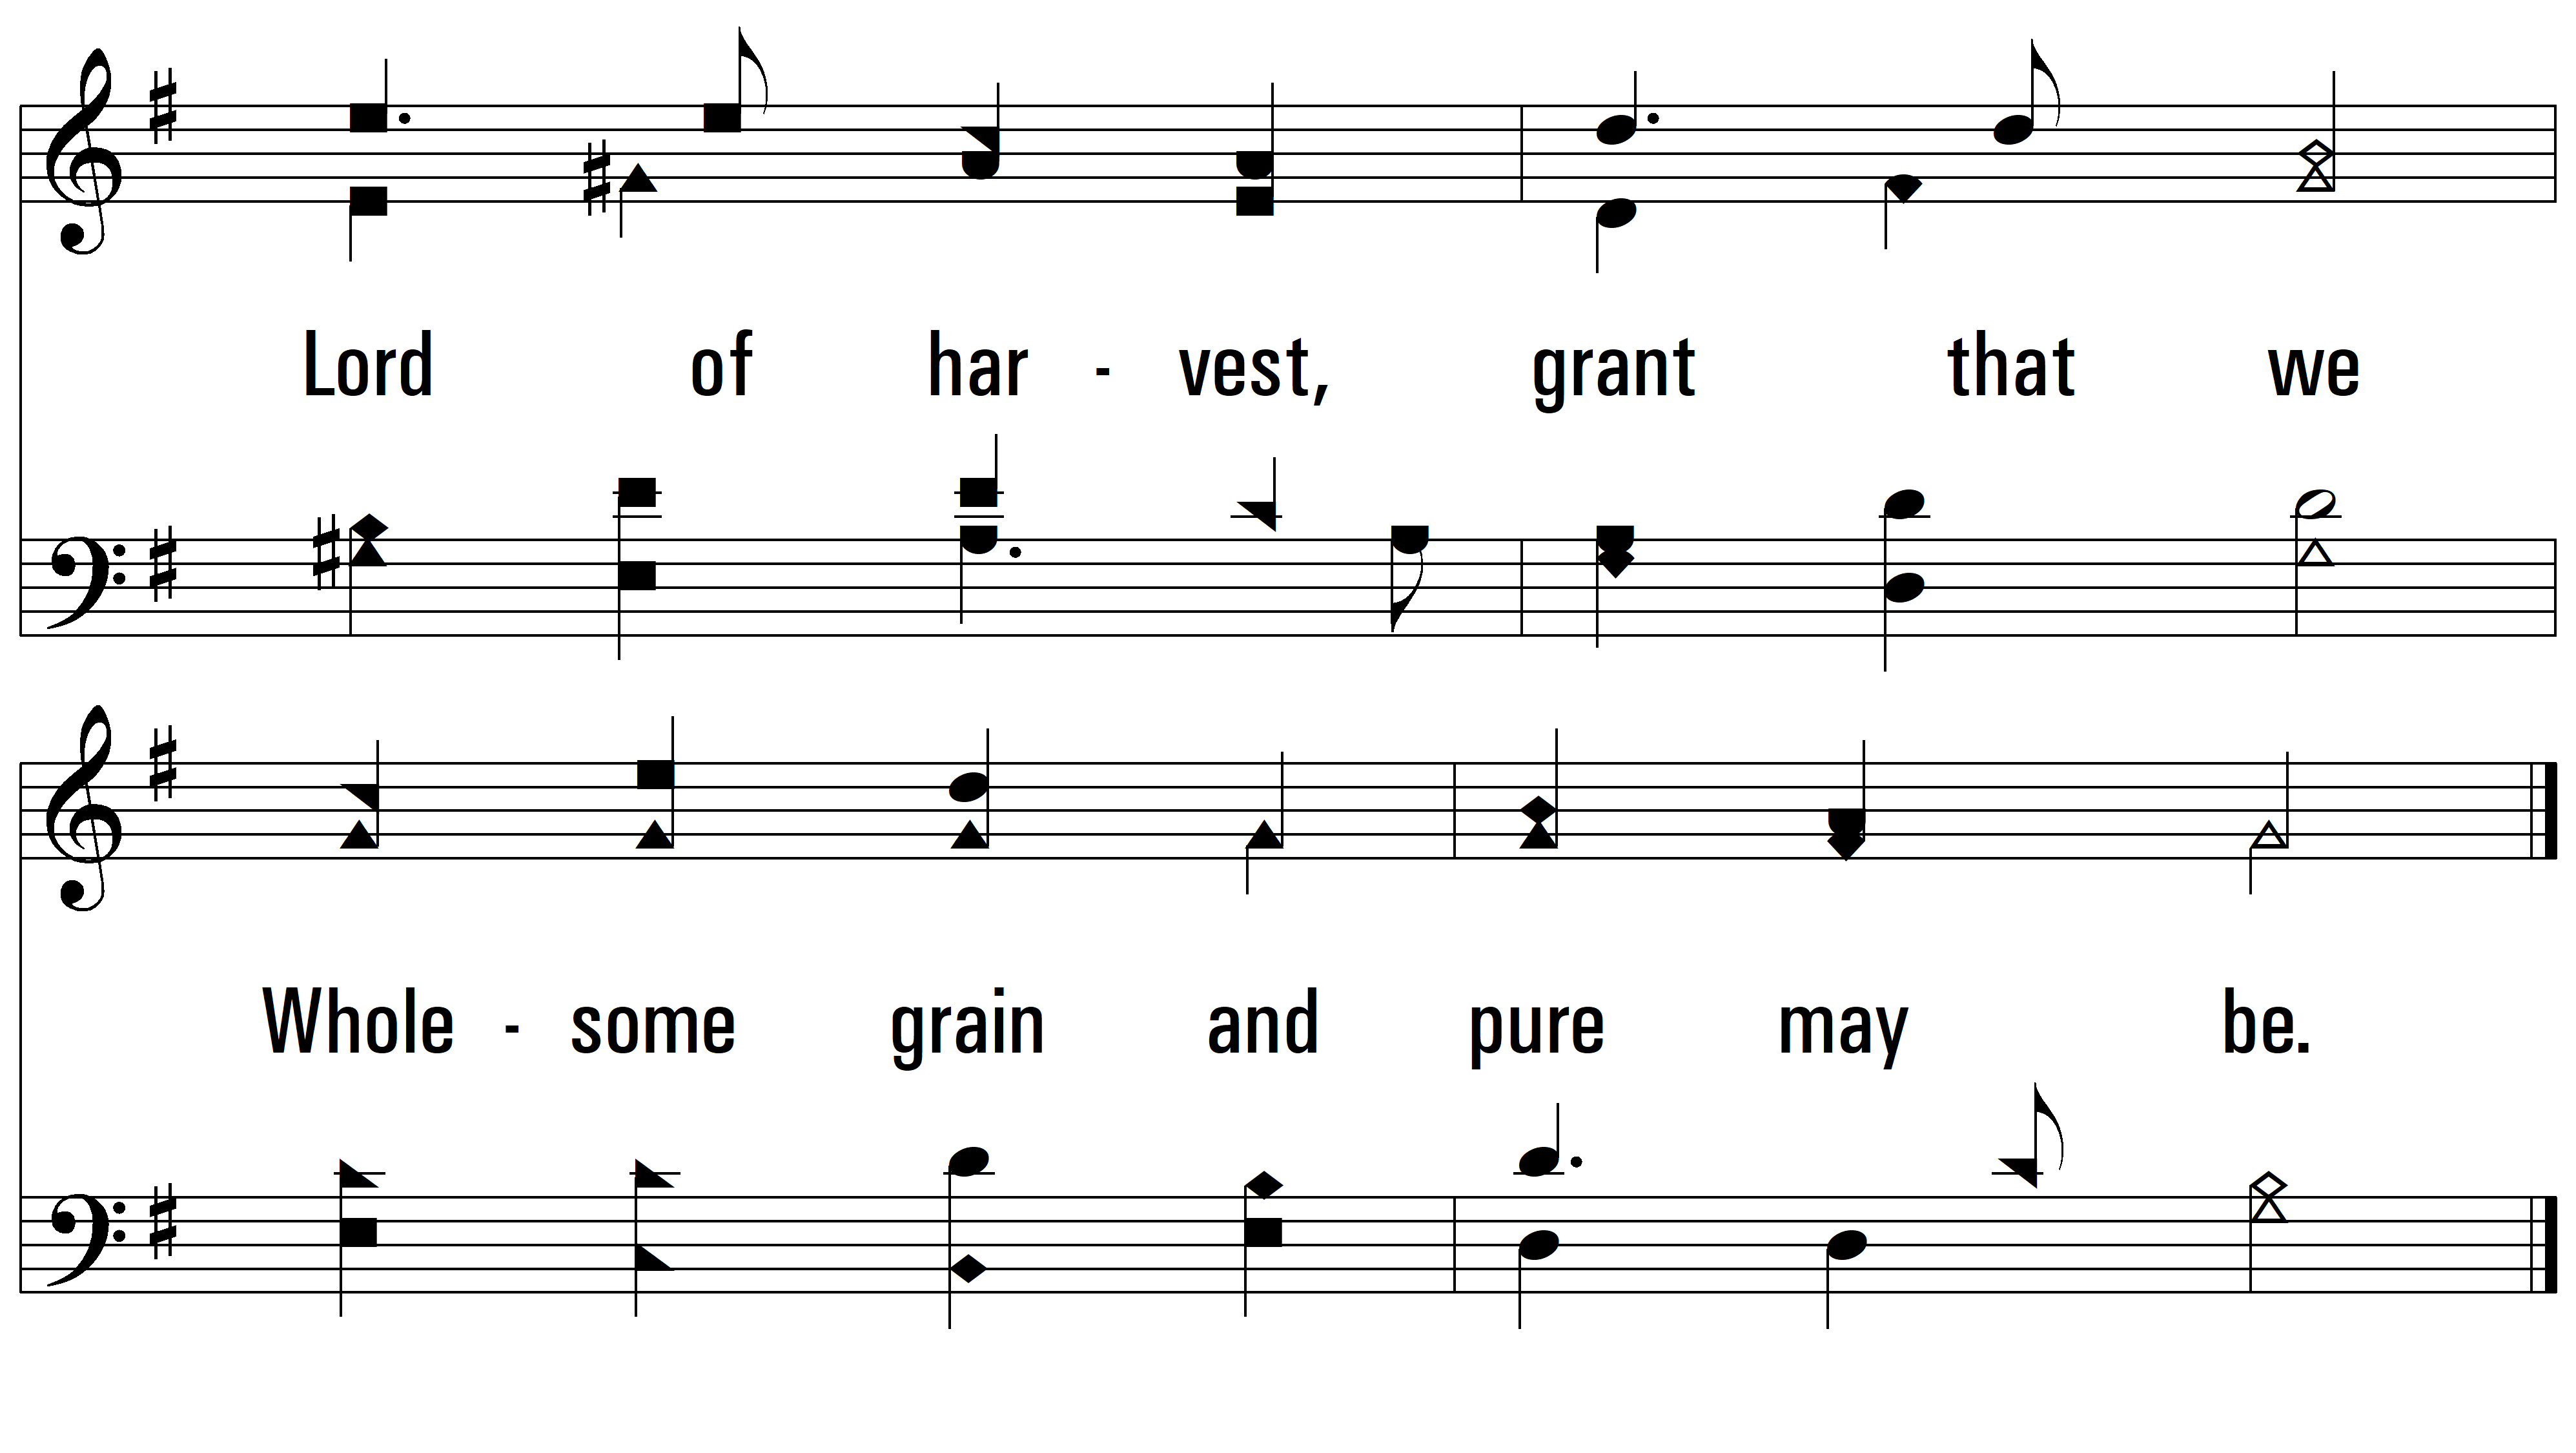 Lord of har - vest, grant that we
Whole - some grain and pure may be.